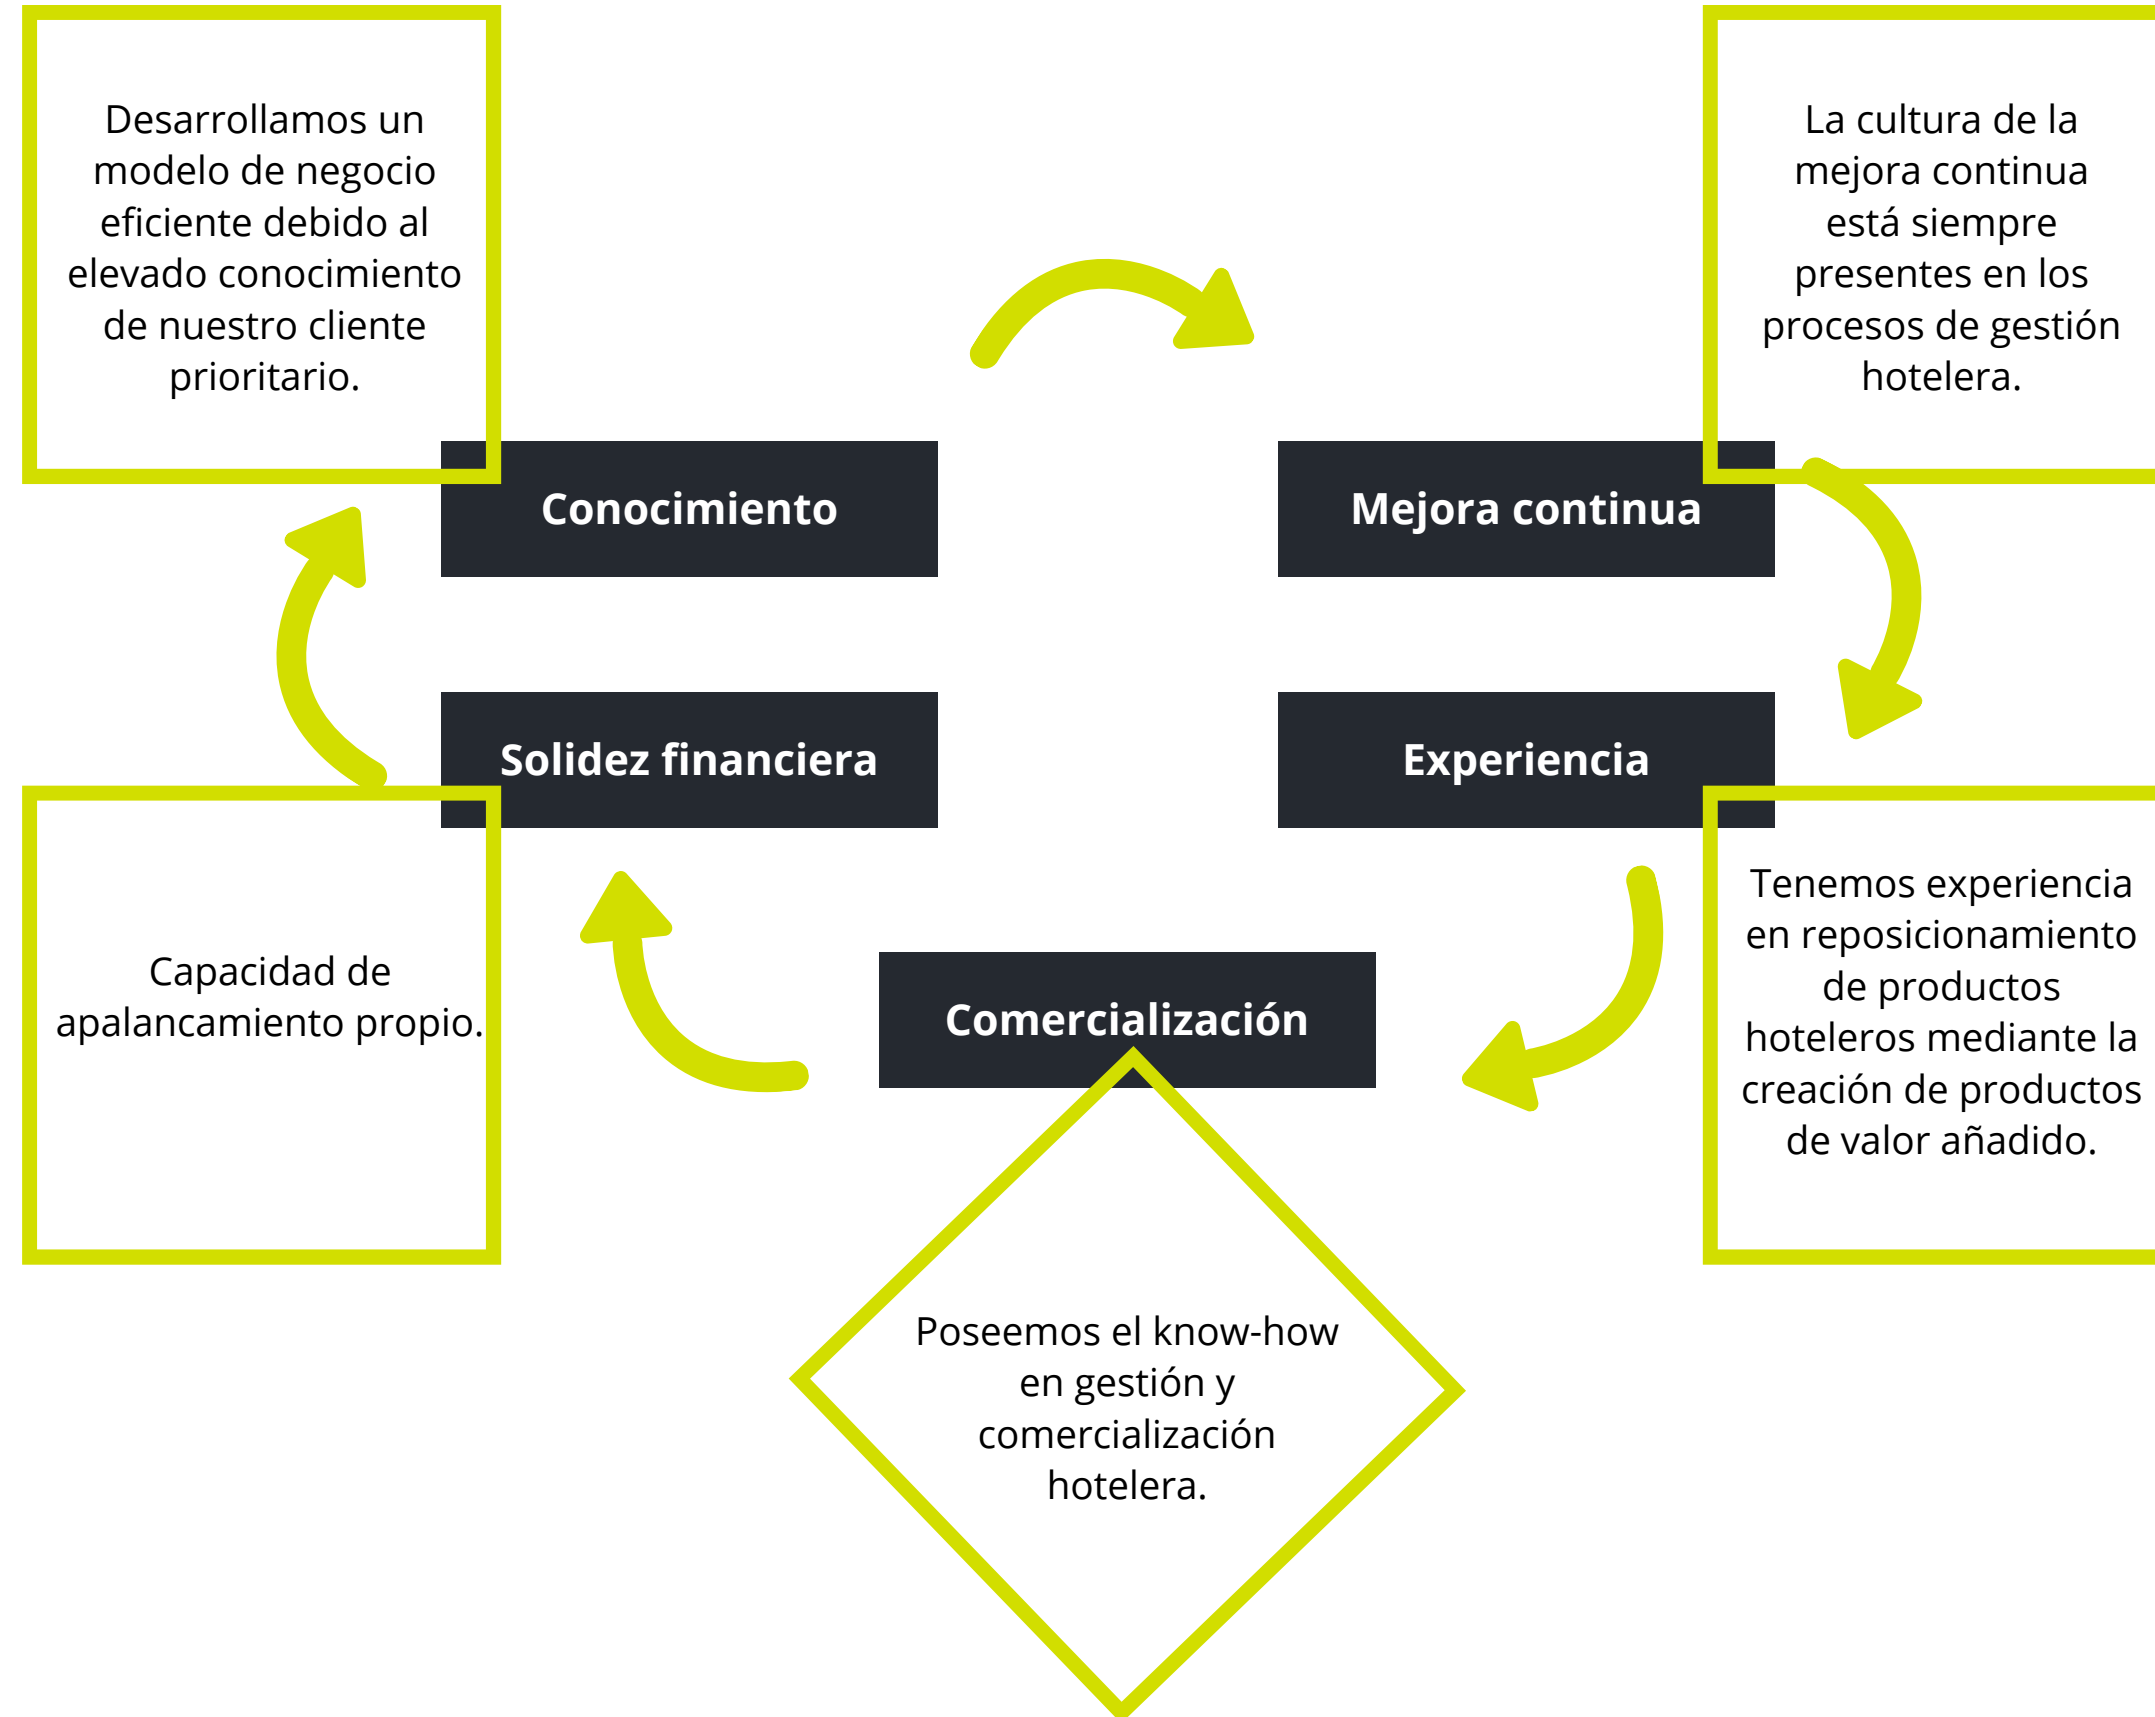 Desarrollamos un
modelo de negocio
eficiente debido al
elevado conocimiento
de nuestro cliente
prioritario.
Conocimiento
La cultura de la
mejora continua
está siempre
presentes en los
procesos de gestión
hotelera.
Mejora continua
Experiencia
Tenemos experiencia
en reposicionamiento
de productos
hoteleros mediante la
creación de productos
de valor añadido.
Comercialización
Poseemos el know-how
en gestión y
comercialización
hotelera.
Solidez financiera
Capacidad de
apalancamiento propio.